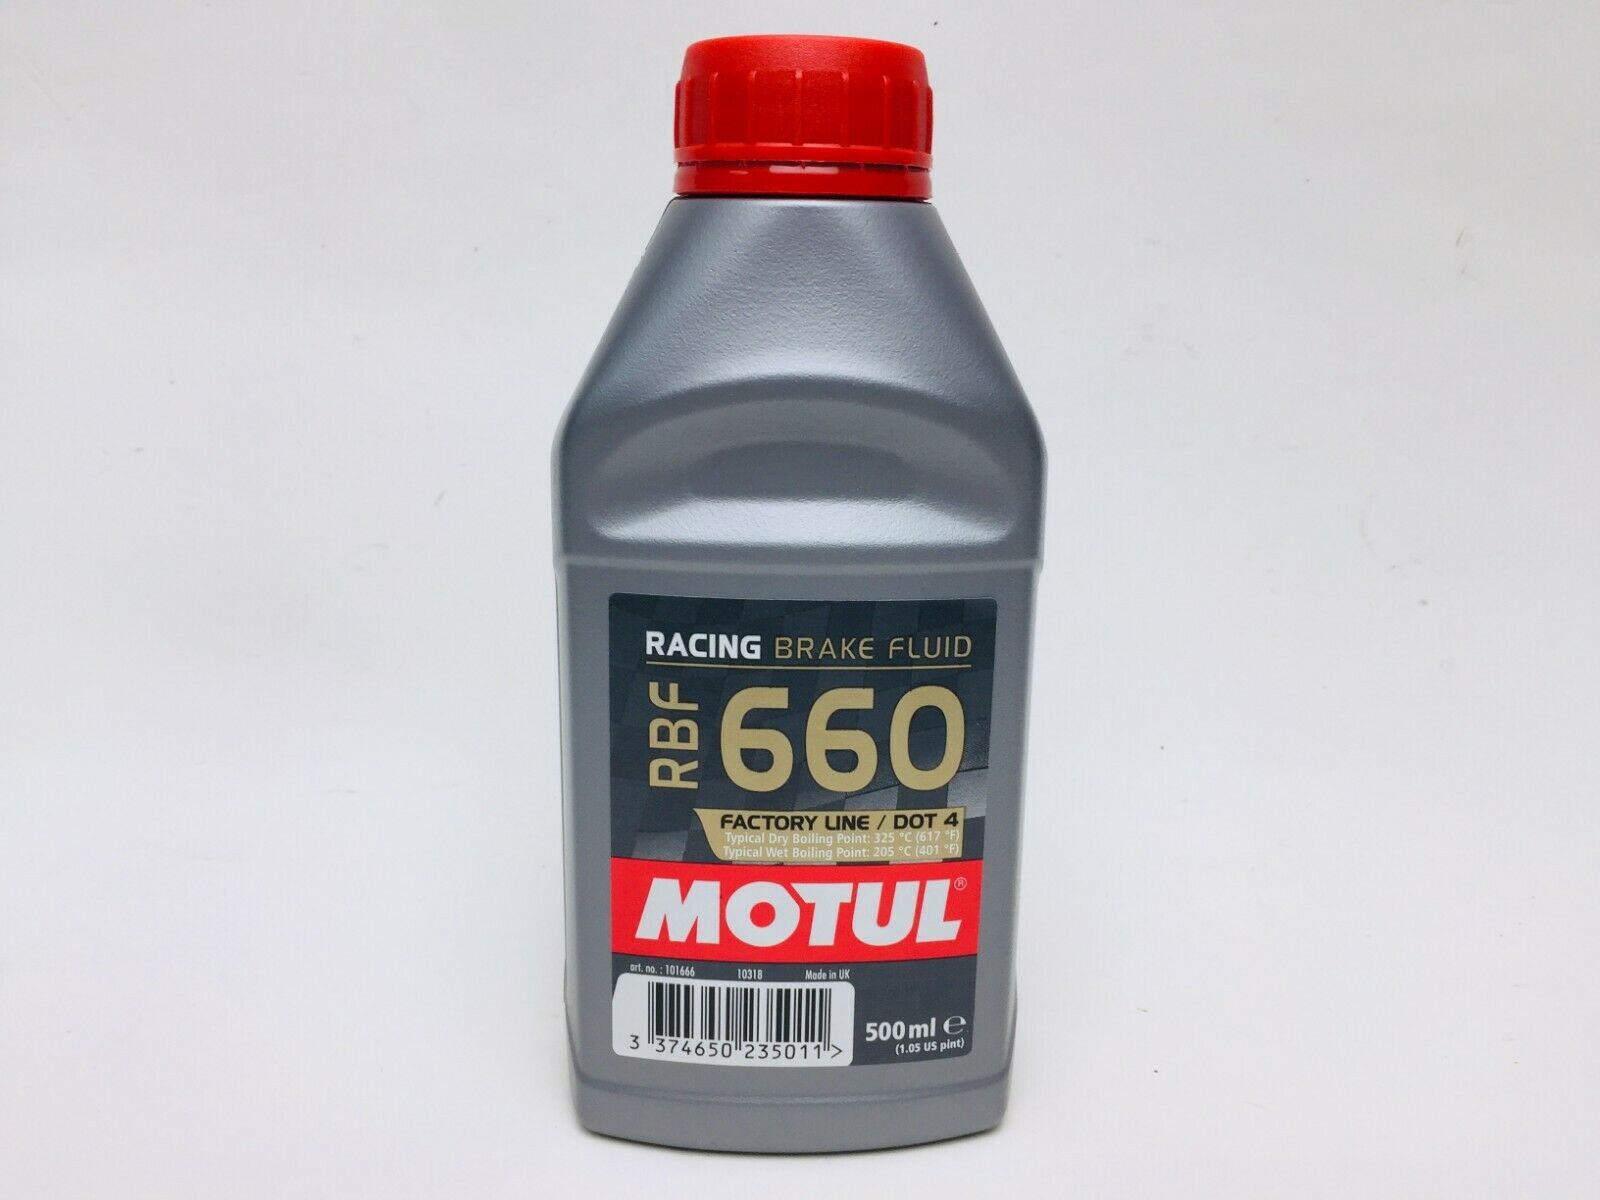 RACING BRAKE FLUID
RBF 660
FACTORY LINE / DOT 4
Typical Dry Boiling Point: 325 °C (617 °F)
Typical Wet Boiling Point: 205 °C (401 °F)
MOTUL®
art. no. : 101666 10318 Made in UK
3 374650 235011 >
500 ml ℮
(1.05 US pint)